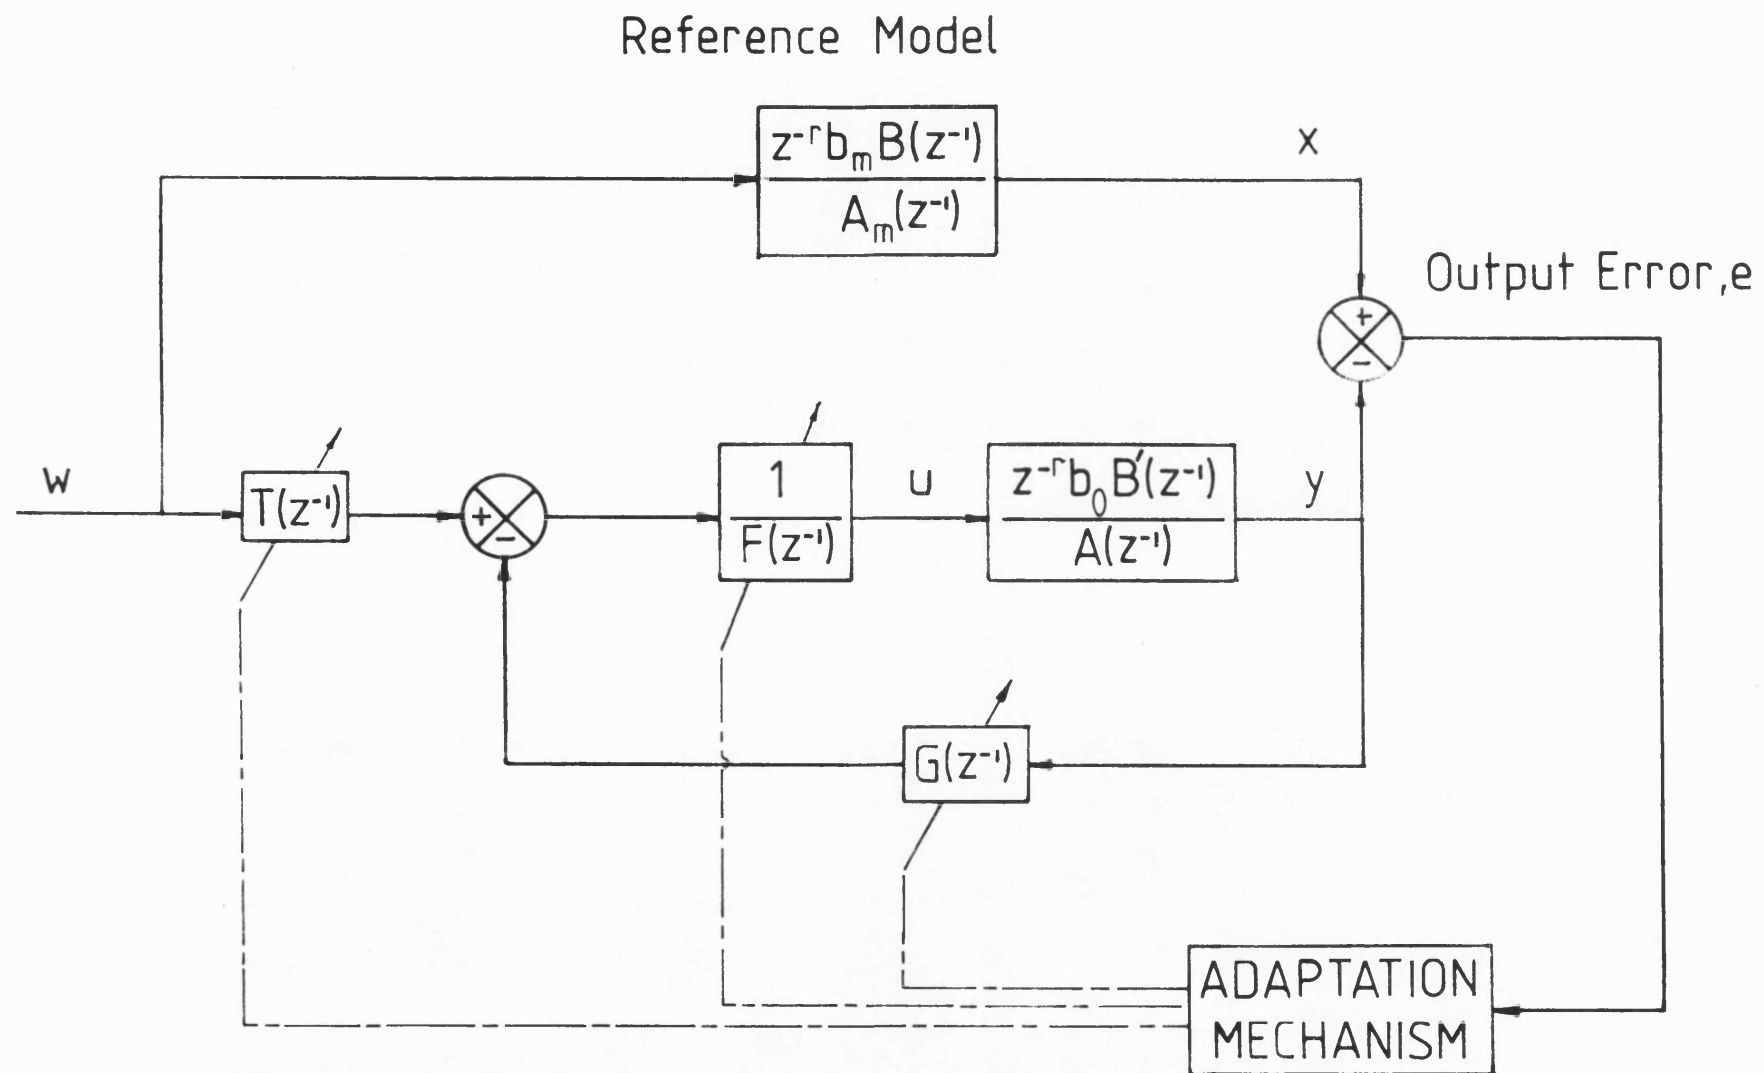 Reference Model
z⁻ʳbₘB(z⁻¹)
Aₘ(z⁻¹)
x
Output Error,e
+
-
w
T(z⁻¹)
+
-
1
F(z⁻¹)
u
z⁻ʳb₀B′(z⁻¹)
A(z⁻¹)
y
G(z⁻¹)
ADAPTATION
MECHANISM